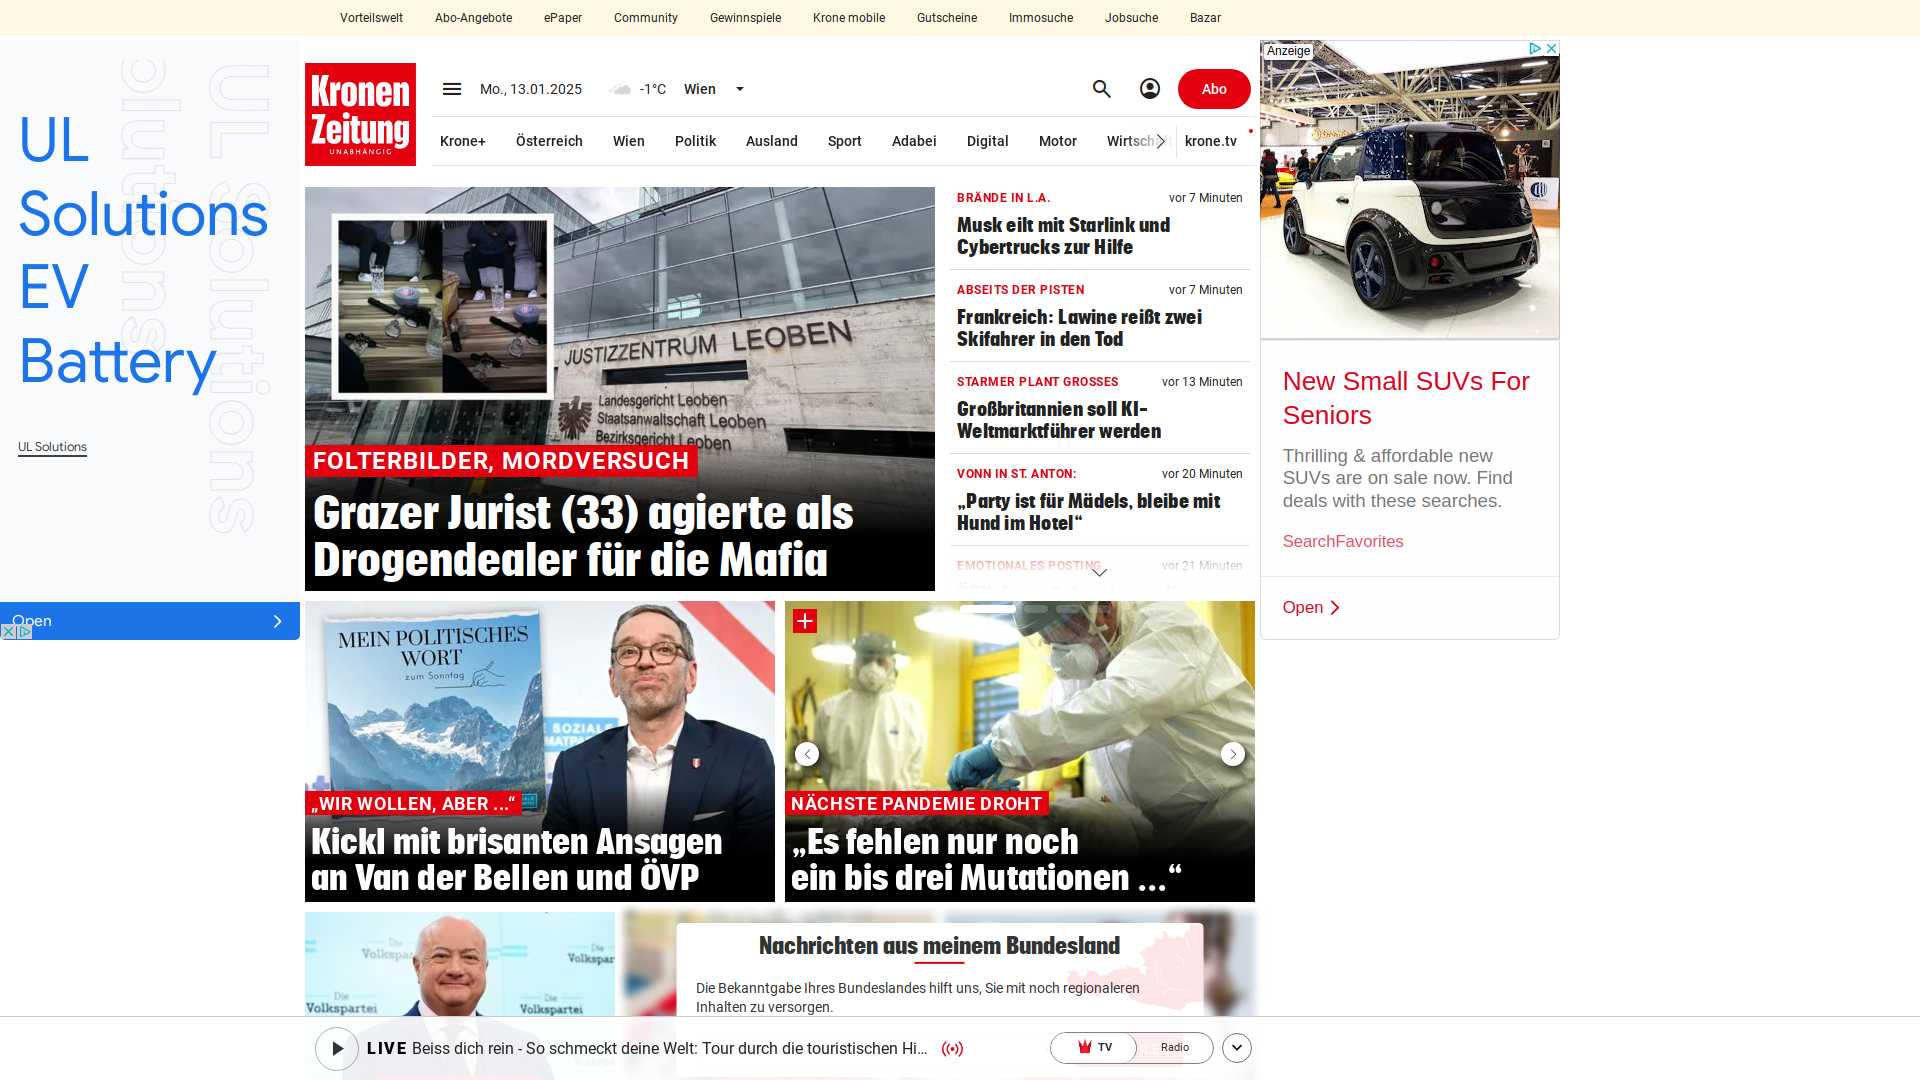 Vorteilswelt Abo-Angebote ePaper Community Gewinnspiele Krone mobile Gutscheine Immosuche Jobsuche Bazar
UL
Solutions
EV
Battery
UL Solutions
UL Solutions
Open
Kronen
Zeitung
UNABHÄNGIG
Mo., 13.01.2025 -1°C Wien
Abo
Krone+ Österreich Wien Politik Ausland Sport Adabei Digital Motor Wirtschaft krone.tv
JUSTIZZENTRUM LEOBEN
Landesgericht Leoben
Staatsanwaltschaft Leoben
Bezirksgericht Leoben
FOLTERBILDER, MORDVERSUCH
Grazer Jurist (33) agierte als
Drogendealer für die Mafia
BRÄNDE IN L.A. vor 7 Minuten
Musk eilt mit Starlink und
Cybertrucks zur Hilfe
ABSEITS DER PISTEN vor 7 Minuten
Frankreich: Lawine reißt zwei
Skifahrer in den Tod
STARMER PLANT GROSSES vor 13 Minuten
Großbritannien soll KI-
Weltmarktführer werden
VONN IN ST. ANTON: vor 20 Minuten
„Party ist für Mädels, bleibe mit
Hund im Hotel“
EMOTIONALES POSTING vor 21 Minuten
Anzeige
New Small SUVs For
Seniors
Thrilling & affordable new
SUVs are on sale now. Find
deals with these searches.
SearchFavorites
Open
MEIN POLITISCHES
WORT
zum Sonntag
SOZIALE
„WIR WOLLEN, ABER ...“
Kickl mit brisanten Ansagen
an Van der Bellen und ÖVP
NÄCHSTE PANDEMIE DROHT
„Es fehlen nur noch
ein bis drei Mutationen ...“
Die
Volkspartei
Die
Volkspartei
Die
Volkspartei
Nachrichten aus meinem Bundesland
Die Bekanntgabe Ihres Bundeslandes hilft uns, Sie mit noch regionaleren
Inhalten zu versorgen.
LIVE Beiss dich rein - So schmeckt deine Welt: Tour durch die touristischen Hi...
TV Radio